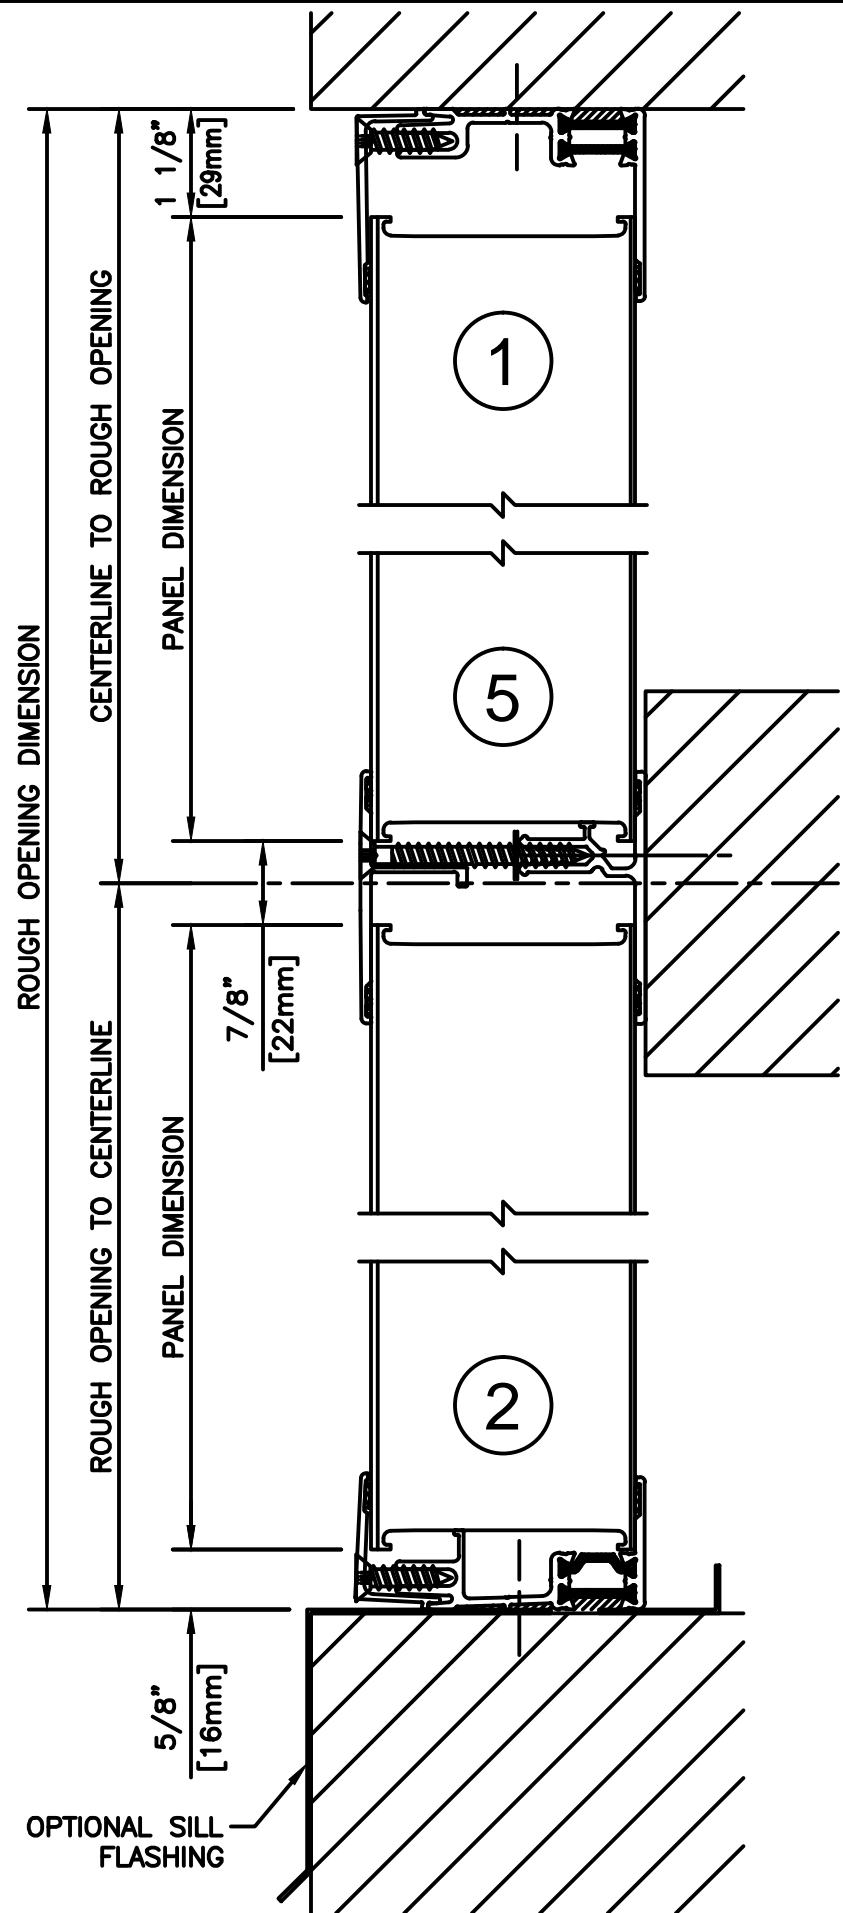 1 1/8”
[29mm]
1
CENTERLINE TO ROUGH OPENING
PANEL DIMENSION
ROUGH OPENING DIMENSION
5
7/8”
[22mm]
ROUGH OPENING TO CENTERLINE
PANEL DIMENSION
2
5/8”
[16mm]
OPTIONAL SILL
FLASHING